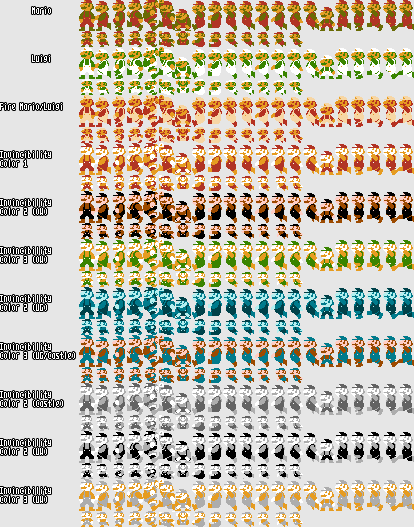 Mario
Luigi
Fire Mario/Luigi
Invincibility
Color 1
Invincibility
Color 2 (OW)
Invincibility
Color 3 (OW)
Invincibility
Color 2 (UG)
Invincibility
Color 3 (UG/Castle)
Invincibility
Color 2 (Castle)
Invincibility
Color 2 (UW)
Invincibility
Color 3 (UW)